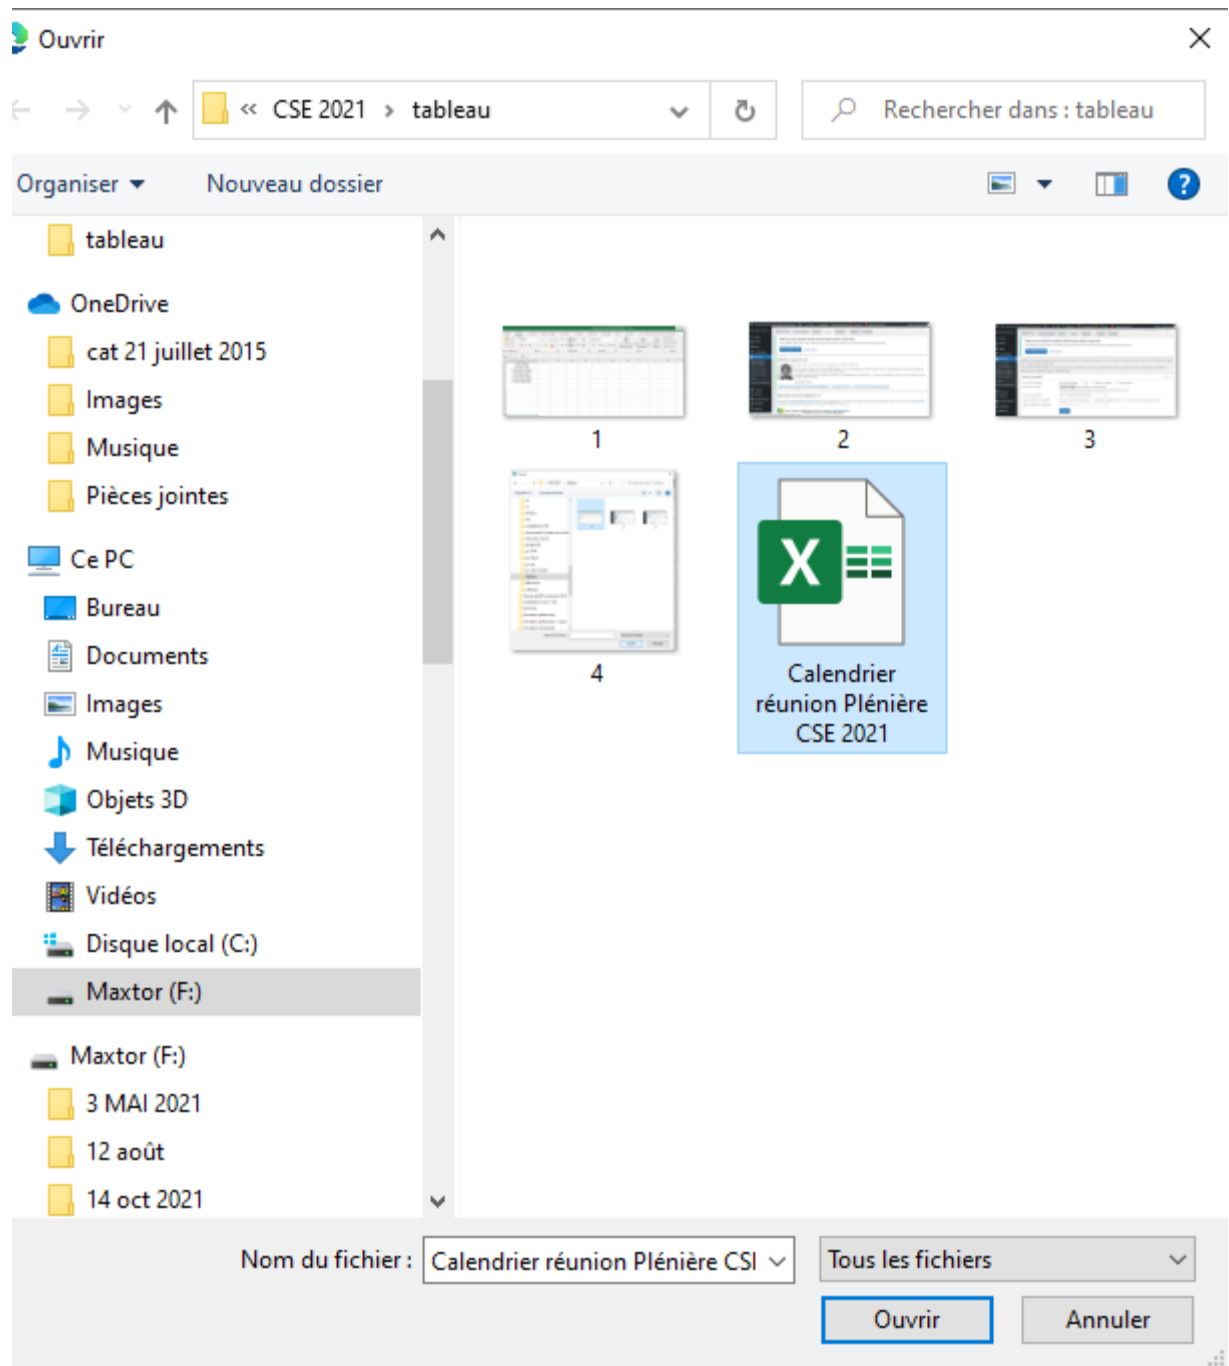 Ouvrir
« CSE 2021 › tableau
Rechercher dans : tableau
Organiser
Nouveau dossier
tableau
OneDrive
cat 21 juillet 2015
Images
Musique
Pièces jointes
Ce PC
Bureau
Documents
Images
Musique
Objets 3D
Téléchargements
Vidéos
Disque local (C:)
Maxtor (F:)
Maxtor (F:)
3 MAI 2021
12 août
14 oct 2021
1
2
3
4
Calendrier
réunion Plénière
CSE 2021
Nom du fichier :
Calendrier réunion Plénière CSI
Tous les fichiers
Ouvrir
Annuler